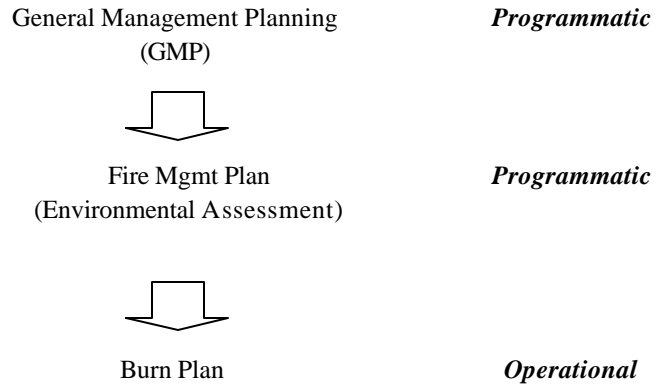 General Management Planning Programmatic
(GMP)
Fire Mgmt Plan Programmatic
(Environmental Assessment)
Burn Plan Operational